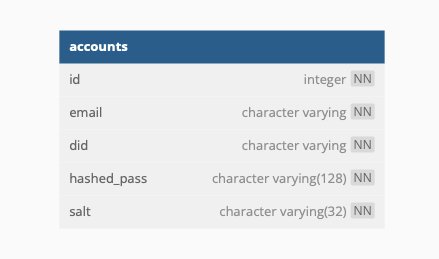 accounts
id integer NN
email character varying NN
did character varying NN
hashed_pass character varying(128) NN
salt character varying(32) NN